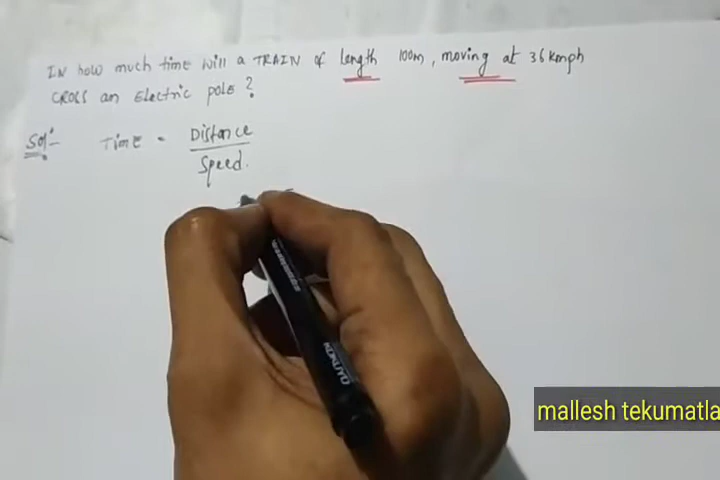 IN how much time will a TRAIN of length 100m, moving at 36 kmph
CROSS an Electric pole?
Sol:- Time = Distance
Speed.
KOKUYO
mallesh tekumatla